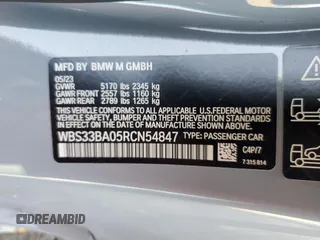 MFD BY BMW M GMBH
05/23
GVWR 5170 lbs 2345 kg
GAWR FRONT 2557 lbs 1160 kg
GAWR REAR 2789 lbs 1265 kg
THIS VEHICLE CONFORMS TO ALL APPLICABLE
FEDERAL MOTOR VEHICLE SAFETY, BUMPER,
AND THEFT PREVENTION STANDARDS IN EFFECT
ON THE DATE OF MANUFACTURE SHOWN ABOVE.
WBS33BA05RCN54847 TYPE: PASSENGER CAR
C4P/7
7 315 814
DREAMBID